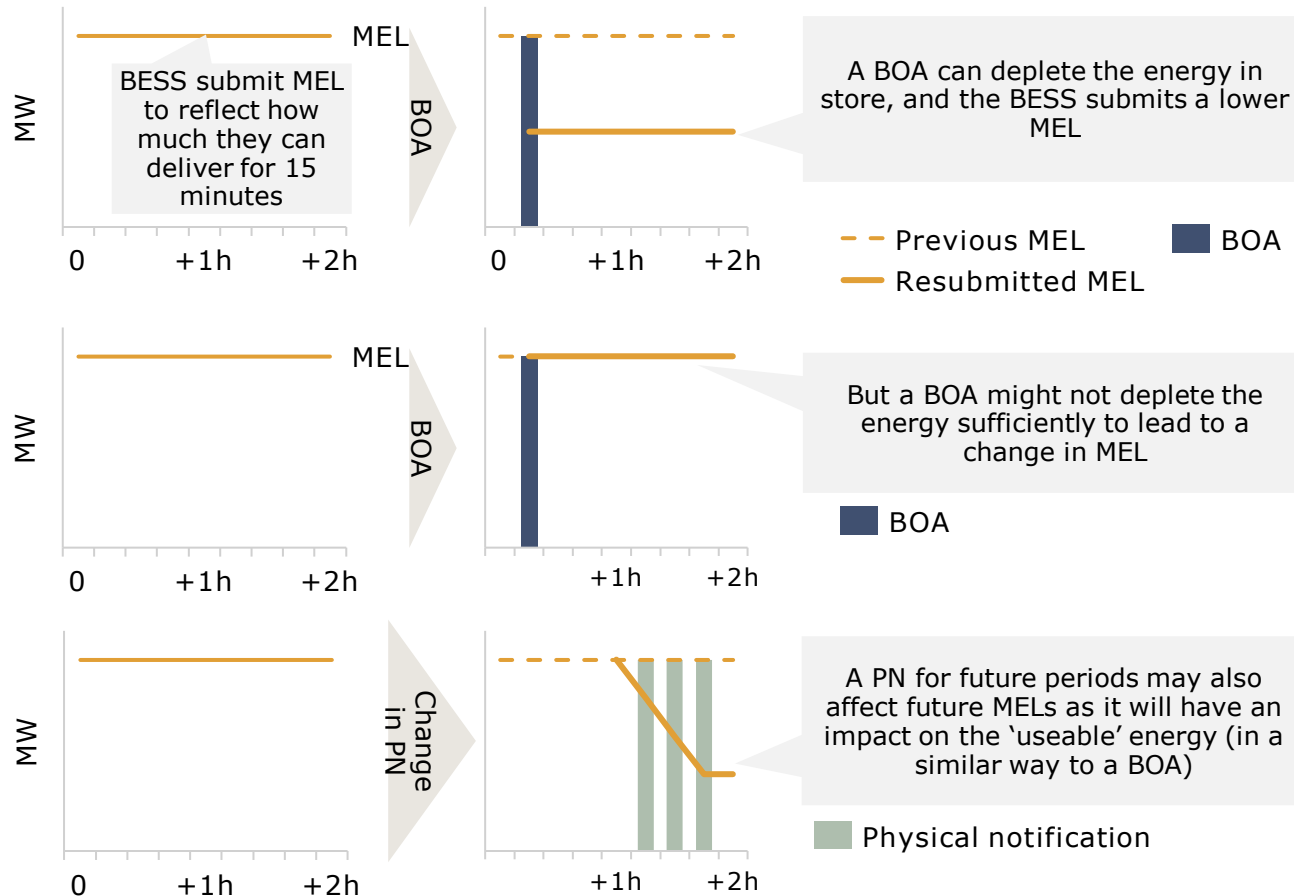 MW
MEL
BESS submit MEL
to reflect how
much they can
deliver for 15
minutes
0
+1h
+2h
BOA
0
+1h
+2h
A BOA can deplete the energy in
store, and the BESS submits a lower
MEL
Previous MEL
BOA
Resubmitted MEL
MW
MEL
0
+1h
+2h
BOA
+1h
+2h
But a BOA might not deplete the
energy sufficiently to lead to a
change in MEL
BOA
MW
0
+1h
+2h
Change
in PN
+1h
+2h
A PN for future periods may also
affect future MELs as it will have an
impact on the ‘useable’ energy (in a
similar way to a BOA)
Physical notification